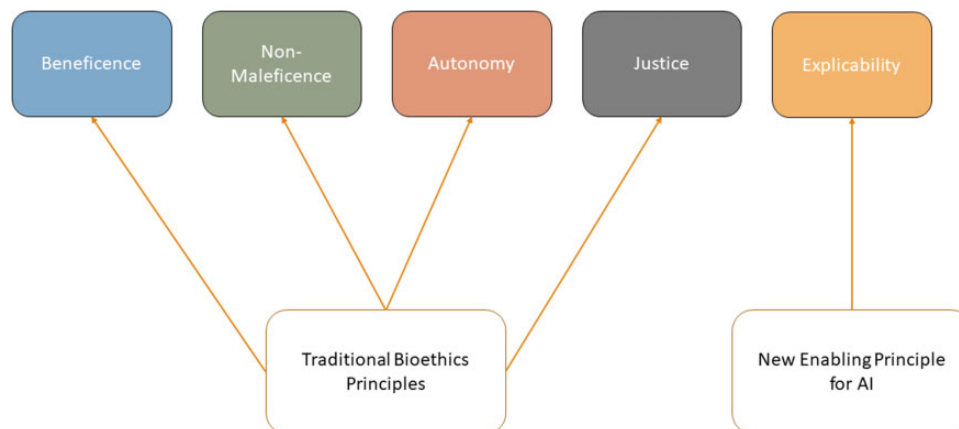 Beneficence
Non-
Maleficence
Autonomy
Justice
Explicability
Traditional Bioethics
Principles
New Enabling Principle
for AI